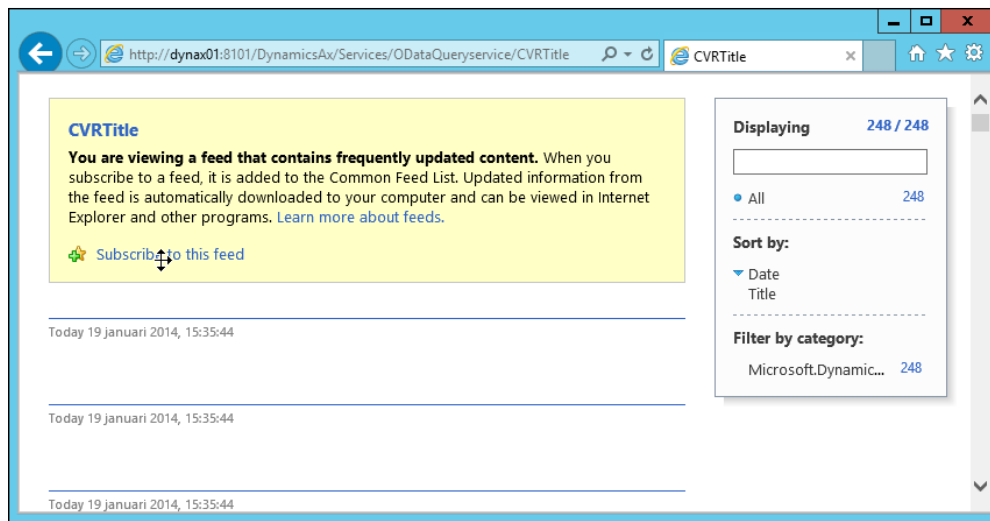 http://dynax01:8101/DynamicsAx/Services/ODataQueryservice/CVRTitle
CVRTitle
CVRTitle
You are viewing a feed that contains frequently updated content. When you
subscribe to a feed, it is added to the Common Feed List. Updated information from
the feed is automatically downloaded to your computer and can be viewed in Internet
Explorer and other programs. Learn more about feeds.
Subscribe to this feed
Today 19 januari 2014, 15:35:44
Today 19 januari 2014, 15:35:44
Today 19 januari 2014, 15:35:44
Displaying 248 / 248
All 248
Sort by:
Date
Title
Filter by category:
Microsoft.Dynamic... 248